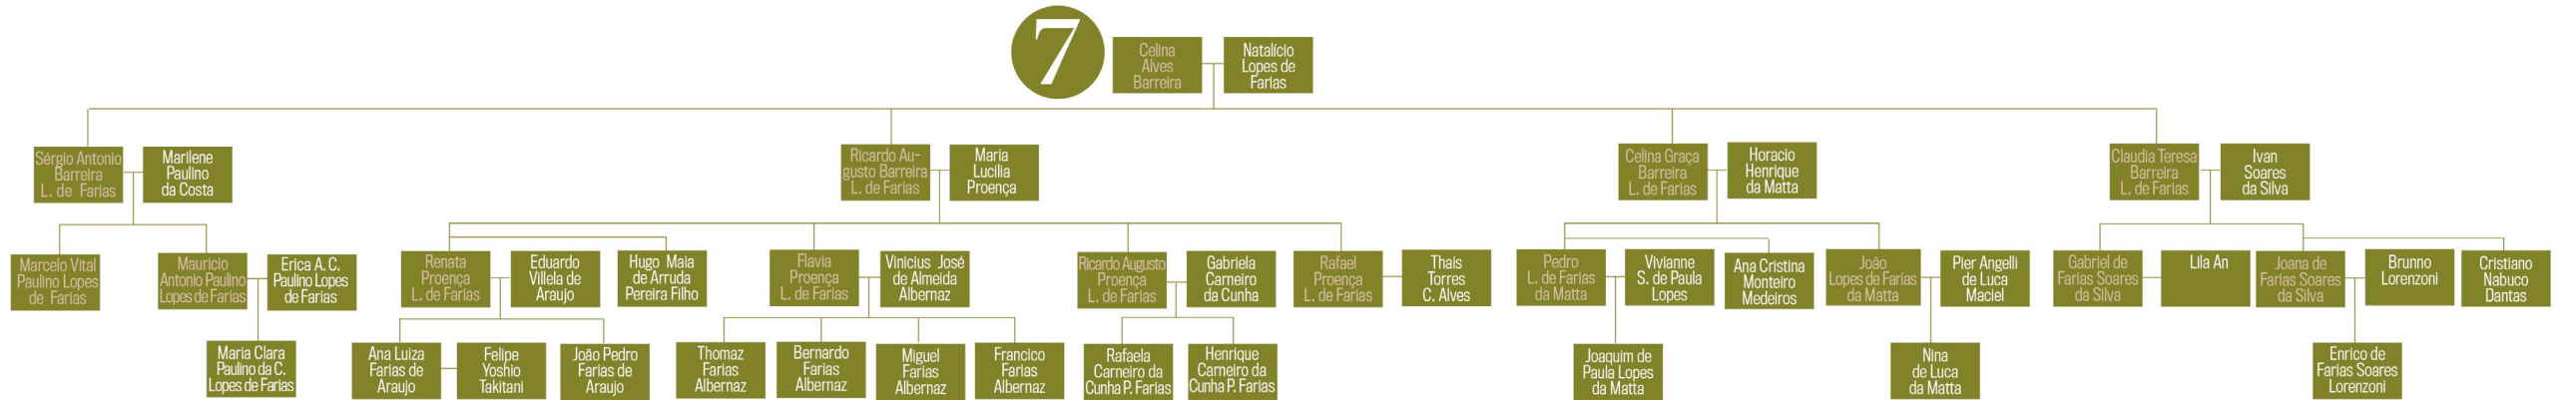 7
Celina
Alves
Barreira
Natalício
Lopes de
Farias
Sérgio Antonio
Barreira
L. de Farias
Marilene
Paulino
da Costa
Ricardo Au-
gusto Barreira
L. de Farias
Maria
Lucilia
Proença
Celina Graça
Barreira
L. de Farias
Horacio
Henrique
da Matta
Claudia Teresa
Barreira
L. de Farias
Ivan
Soares
da Silva
Marcelo Vital
Paulino Lopes
de Farias
Mauricio
Antonio Paulino
Lopes de Farias
Erica A. C.
Paulino Lopes
de Farias
Renata
Proença
L. de Farias
Eduardo
Villela de
Araujo
Hugo Maia
de Arruda
Pereira Filho
Flavia
Proença
L. de Farias
Vinicius José
de Almeida
Albernaz
Ricardo Augusto
Proença
L. de Farias
Gabriela
Carneiro
da Cunha
Rafael
Proença
L. de Farias
Thais
Torres
C. Alves
Pedro
L. de Farias
da Matta
Vivianne
S. de Paula
Lopes
Ana Cristina
Monteiro
Medeiros
João
Lopes de Farias
da Matta
Pier Angelli
de Luca
Maciel
Gabriel de
Farias Soares
da Silva
Lila An
Joana de
Farias Soares
da Silva
Brunno
Lorenzoni
Cristiano
Nabuco
Dantas
Maria Clara
Paulino da C.
Lopes de Farias
Ana Luiza
Farias de
Araujo
Felipe
Yoshio
Takitani
João Pedro
Farias de
Araujo
Thomaz
Farias
Albernaz
Bernardo
Farias
Albernaz
Miguel
Farias
Albernaz
Francico
Farias
Albernaz
Rafaela
Carneiro da
Cunha P. Farias
Henrique
Carneiro da
Cunha P. Farias
Joaquim de
Paula Lopes
da Matta
Nina
de Luca
da Matta
Enrico de
Farias Soares
Lorenzoni